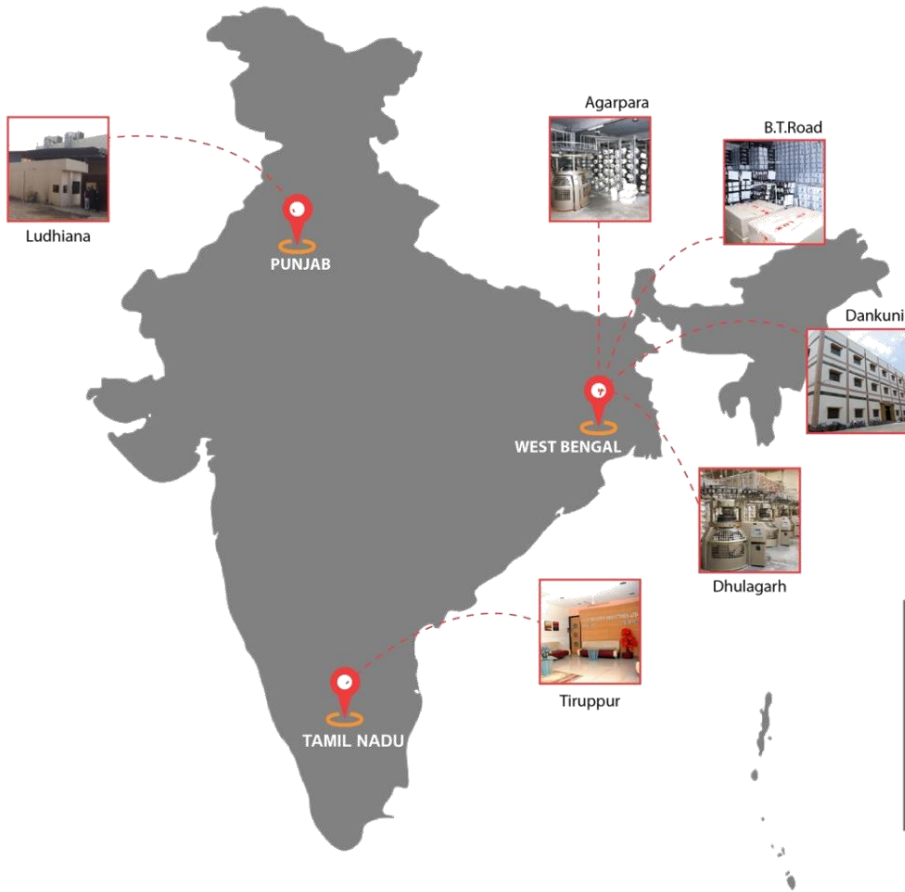 Agarpara
B.T.Road
Ludhiana
PUNJAB
Dankuni
WEST BENGAL
Dhulagarh
Tiruppur
TAMIL NADU